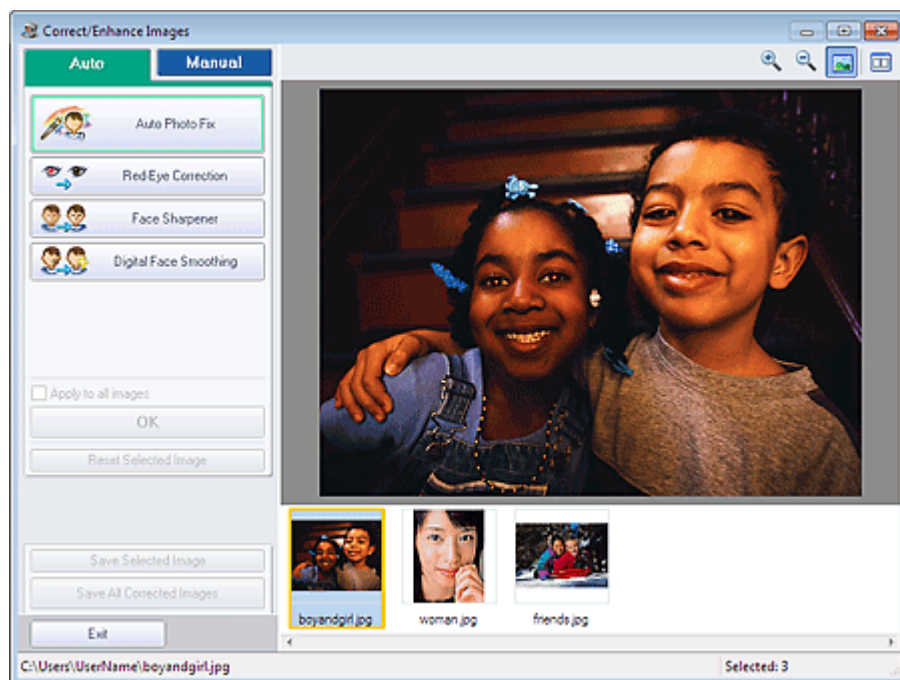 Correct/Enhance Images
Auto
Manual
Auto Photo Fix
Red-Eye Correction
Face Sharpener
Digital Face Smoothing
Apply to all images
OK
Reset Selected Image
Save Selected Image
Save All Corrected Images
Exit
boyandgirl.jpg
woman.jpg
friends.jpg
C:\Users\UserName\boyandgirl.jpg
Selected: 3